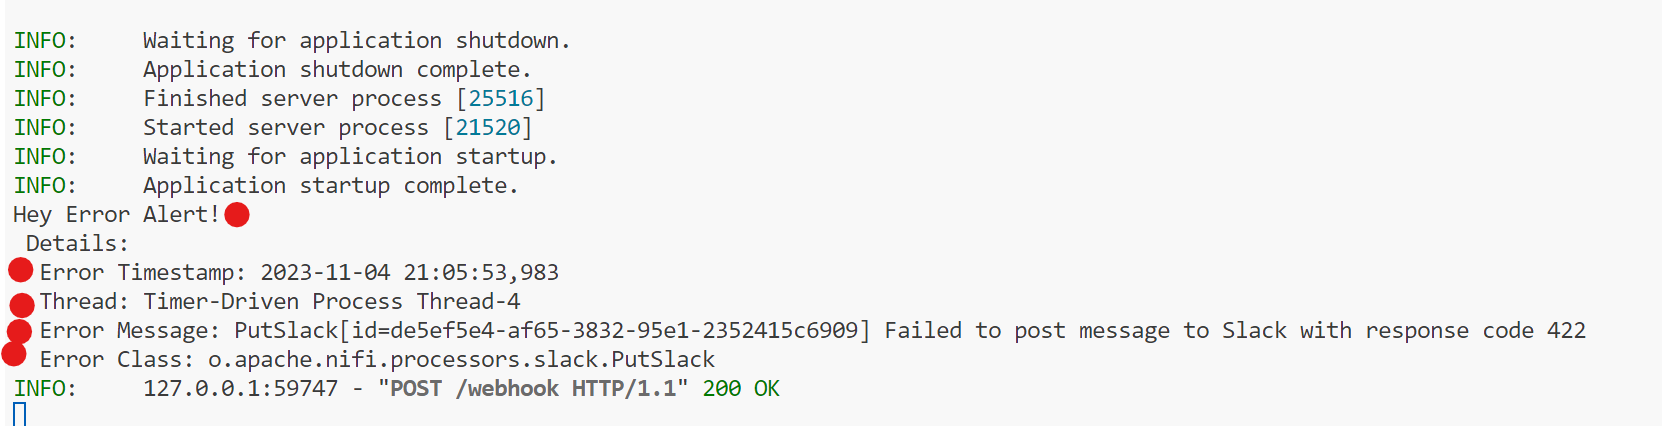 INFO:     Waiting for application shutdown.
INFO:     Application shutdown complete.
INFO:     Finished server process [25516]
INFO:     Started server process [21520]
INFO:     Waiting for application startup.
INFO:     Application startup complete.
Hey Error Alert!
Details:
Error Timestamp: 2023-11-04 21:05:53,983
Thread: Timer-Driven Process Thread-4
Error Message: PutSlack[id=de5ef5e4-af65-3832-95e1-2352415c6909] Failed to post message to Slack with response code 422
Error Class: o.apache.nifi.processors.slack.PutSlack
INFO:     127.0.0.1:59747 - "POST /webhook HTTP/1.1" 200 OK